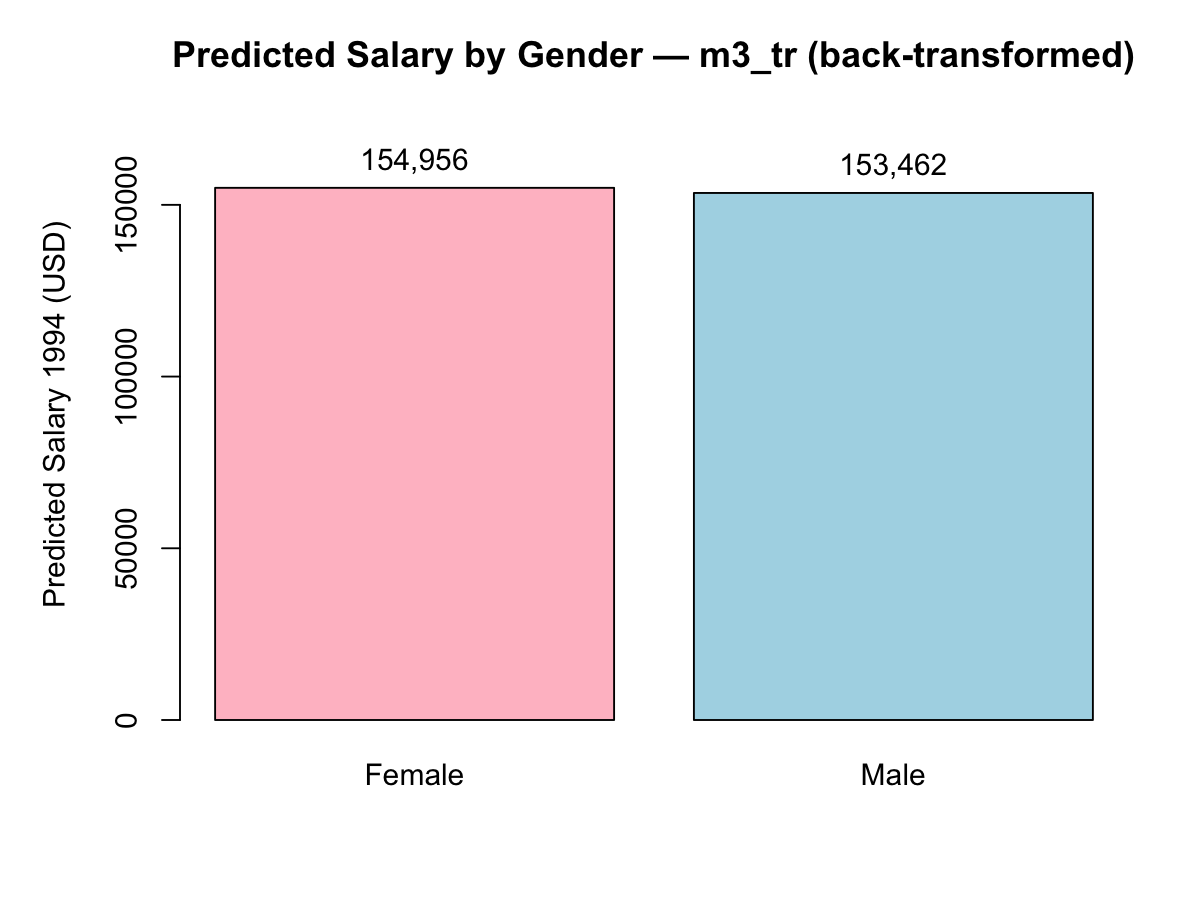 Predicted Salary by Gender — m3_tr (back-transformed)
154,956
153,462
Predicted Salary 1994 (USD)
150000
100000
50000
0
Female
Male